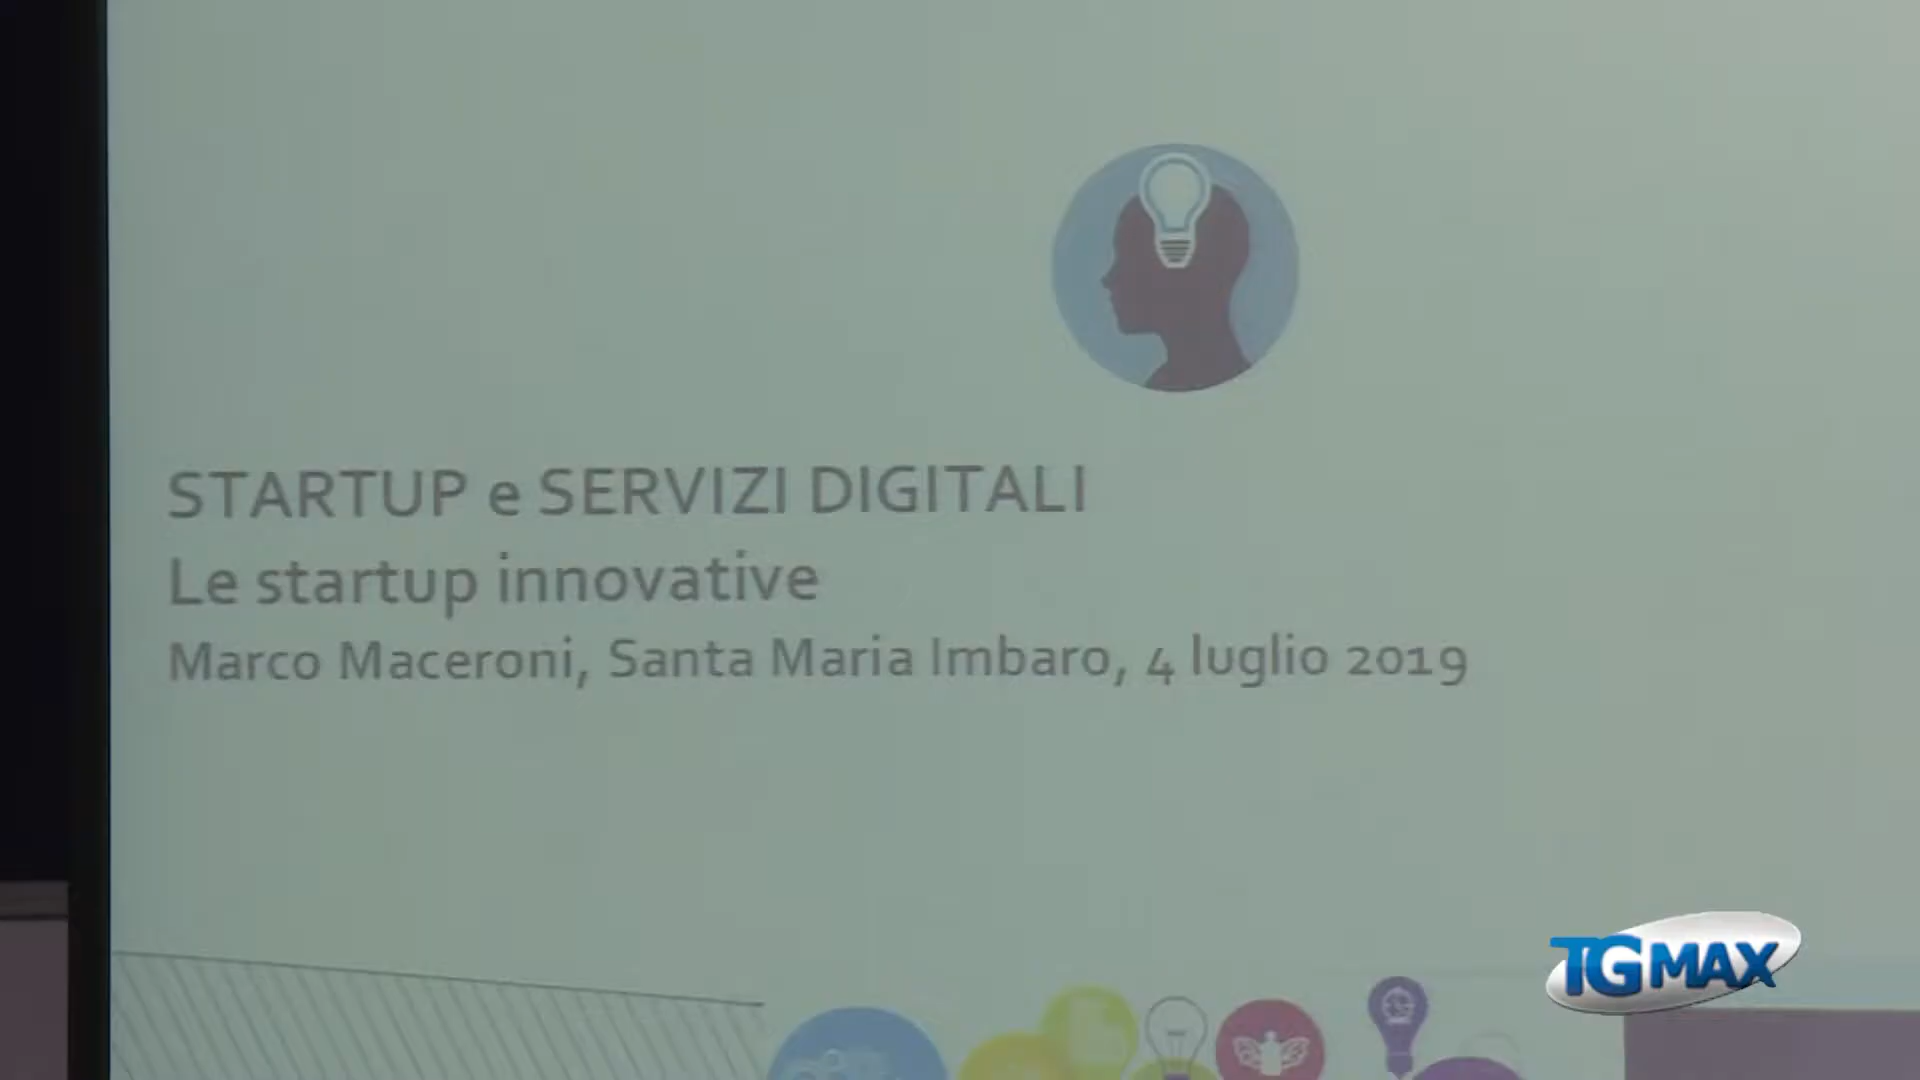 STARTUP e SERVIZI DIGITALI
Le startup innovative
Marco Maceroni, Santa Maria Imbaro, 4 luglio 2019
TGMAX